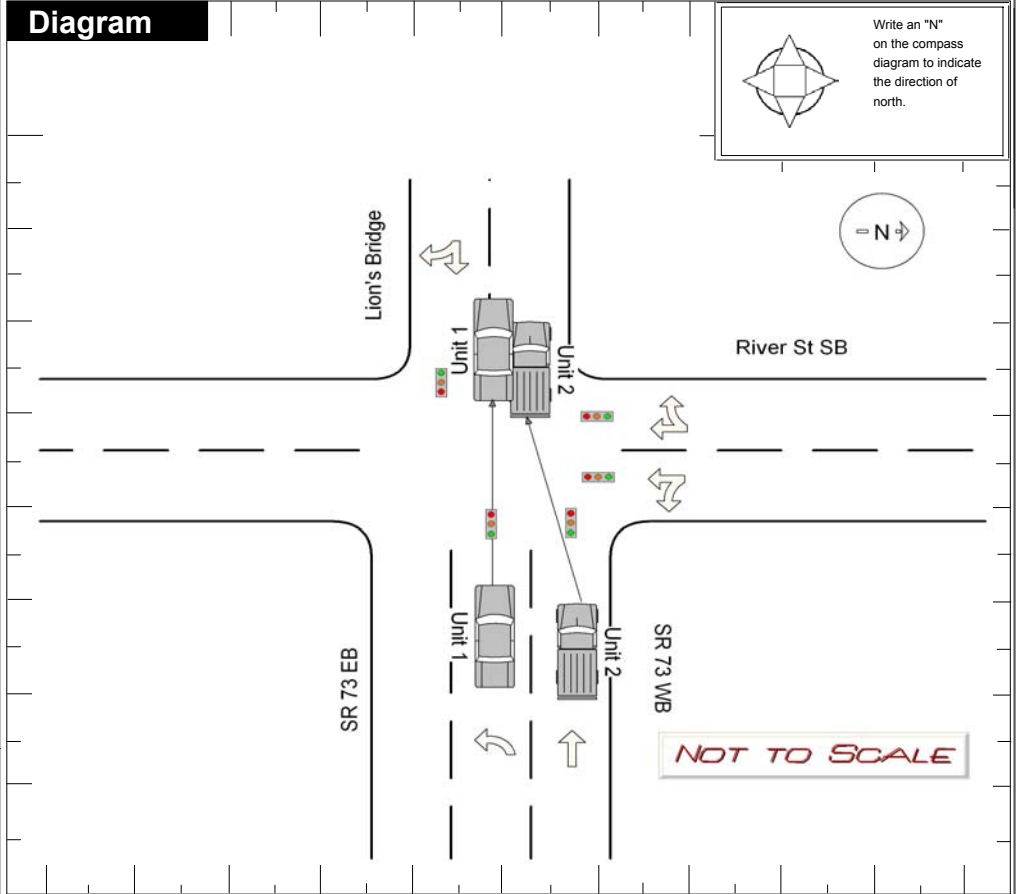 Diagram
Write an "N"
on the compass
diagram to indicate
the direction of
north.
N
Lion's Bridge
River St SB
Unit 1
Unit 2
Unit 1
Unit 2
SR 73 EB
SR 73 WB
NOT TO SCALE